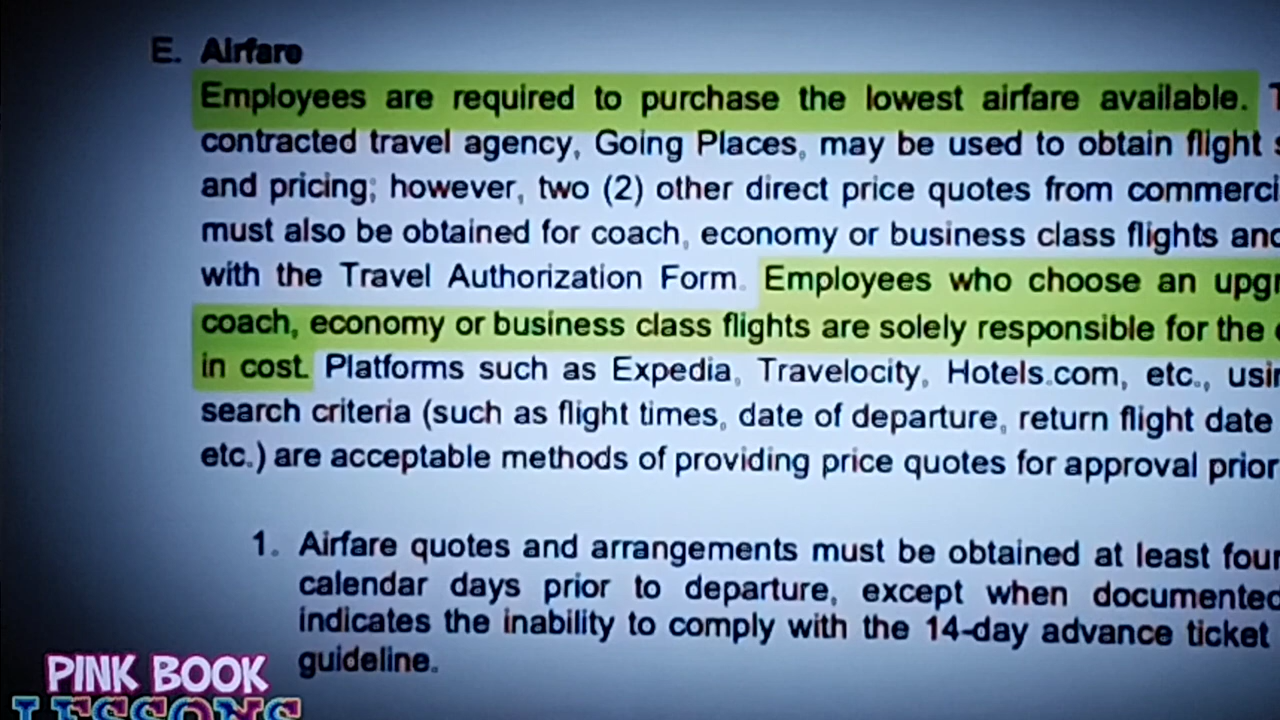 E. Airfare
Employees are required to purchase the lowest airfare available.
contracted travel agency, Going Places, may be used to obtain flight
and pricing; however, two (2) other direct price quotes from
must also be obtained for coach, economy or business class flights
with the Travel Authorization Form. Employees who choose an
coach, economy or business class flights are solely responsible for the
in cost. Platforms such as Expedia, Travelocity, Hotels.com, etc.,
search criteria (such as flight times, date of departure, return flight date
etc.) are acceptable methods of providing price quotes for approval prior
1. Airfare quotes and arrangements must be obtained at least
calendar days prior to departure, except when documented
indicates the inability to comply with the 14-day advance ticket
guideline.
PINK BOOK
LESSONS